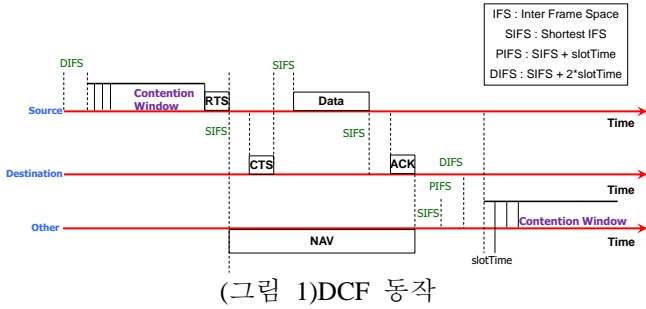 IFS : Inter Frame Space
SIFS : Shortest IFS
PIFS : SIFS + slotTime
DIFS : SIFS + 2*slotTime
DIFS
SIFS
Contention
Window
RTS
Data
Source
Time
SIFS
SIFS
CTS
ACK
DIFS
Destination
Time
PIFS
SIFS
Contention Window
Other
NAV
Time
slotTime
(그림 1)DCF 동작